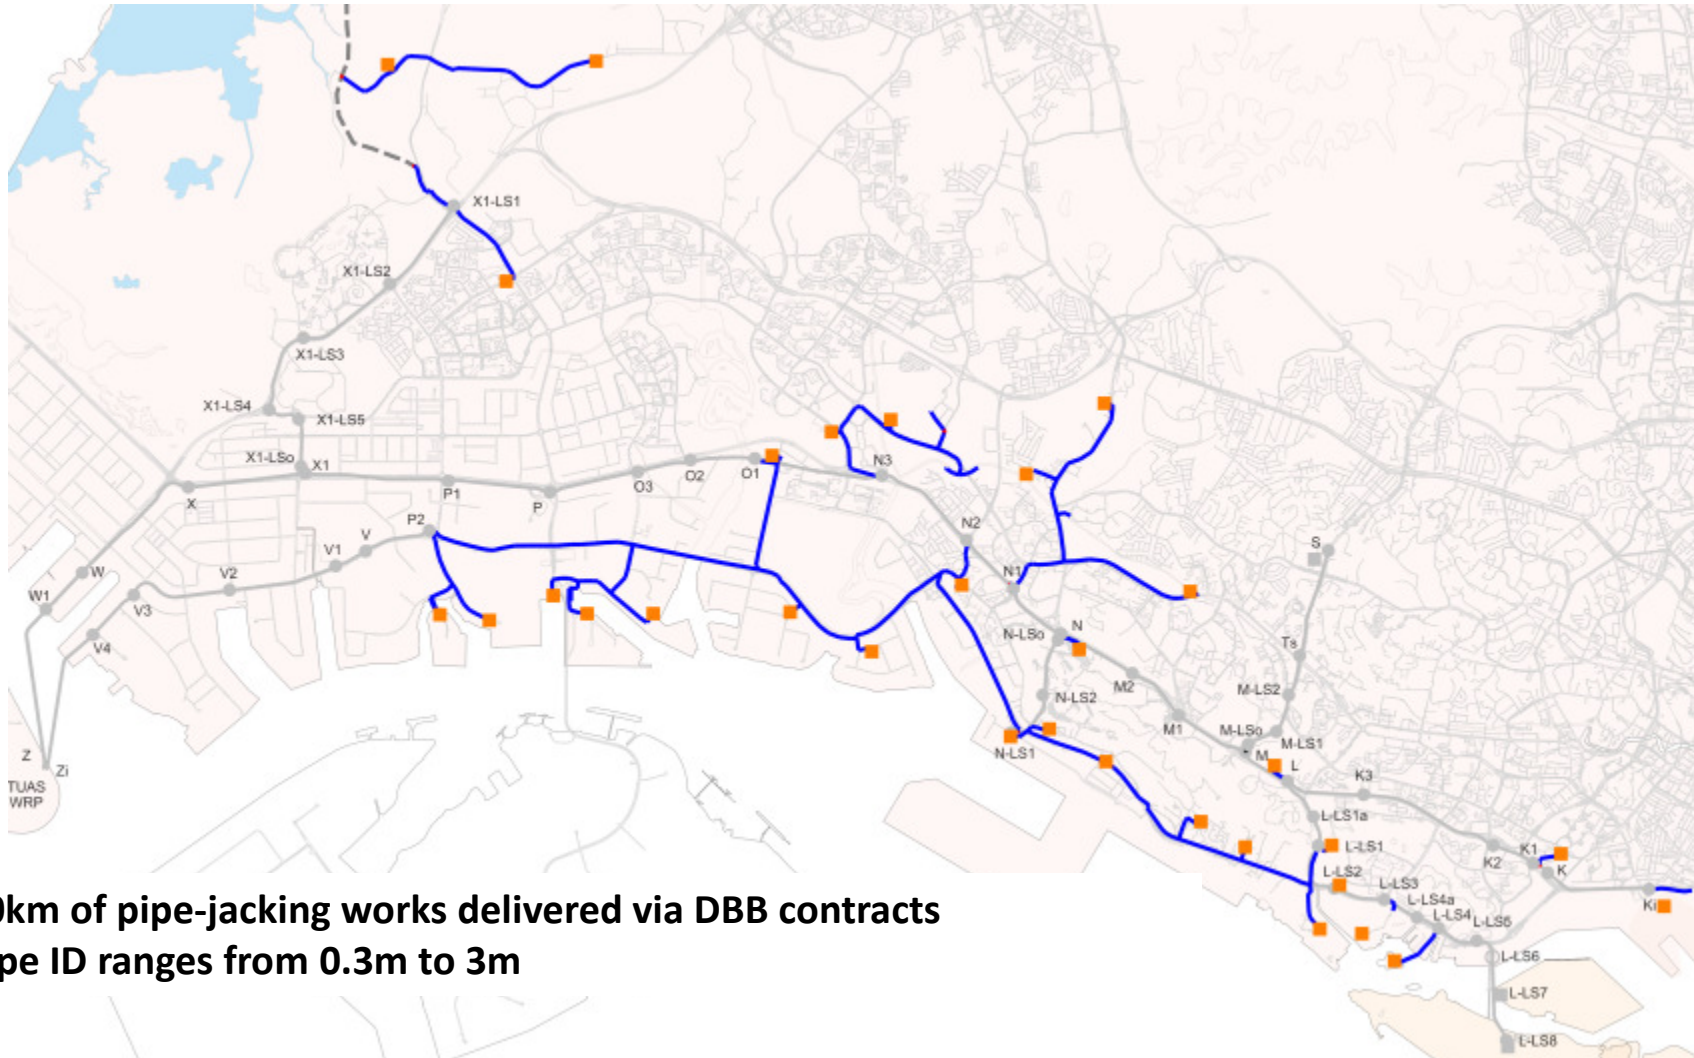 X1-LS1
X1-LS2
X1-LS3
X1-LS4
X1-LS5
X1-LSo
X1
X
P1
P
O3
O2
O1
N3
P2
V
V1
V2
V3
V4
W
W1
Z
Zi
TUAS
WRP
N2
N1
N-LSo
N
N-LS2
N-LS1
M2
M1
S
Ts
M-LS2
M-LSo
M-LS1
M
L
K3
L-LS1a
L-LS1
L-LS2
L-LS3
L-LS4a
L-LS4
L-LS5
L-LS6
L-LS7
L-LS8
K2
K1
K
Ki
0km of pipe-jacking works delivered via DBB contracts
pe ID ranges from 0.3m to 3m